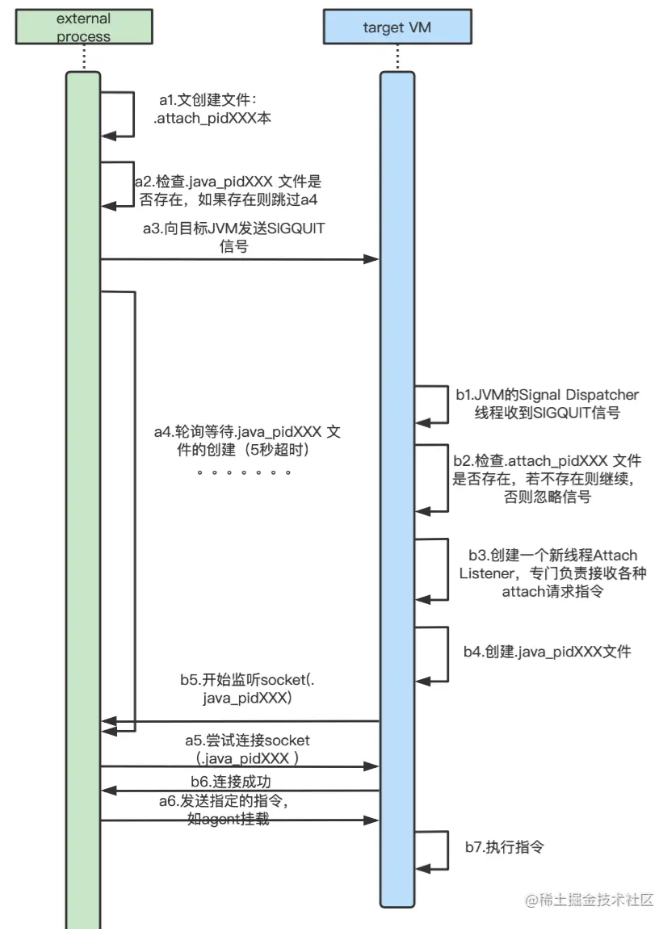 external
process
target VM
a1.文创建文件：
.attach_pidXXX本
a2.检查.java_pidXXX 文件是
否存在，如果存在则跳过a4
a3.向目标JVM发送SIGQUIT
信号
b1.JVM的Signal Dispatcher
线程收到SIGQUIT信号
a4.轮询等待.java_pidXXX 文
件的创建（5秒超时）
。。。。。。。
b2.检查.attach_pidXXX 文件
是否存在，若不存在则继续，
否则忽略信号
b3.创建一个新线程Attach
Listener，专门负责接收各种
attach请求指令
b4.创建.java_pidXXX文件
b5.开始监听socket(.
java_pidXXX）
a5.尝试连接socket
（.java_pidXXX ）
b6.连接成功
a6.发送指定的指令，
如agent挂载
b7.执行指令
@稀土掘金技术社区